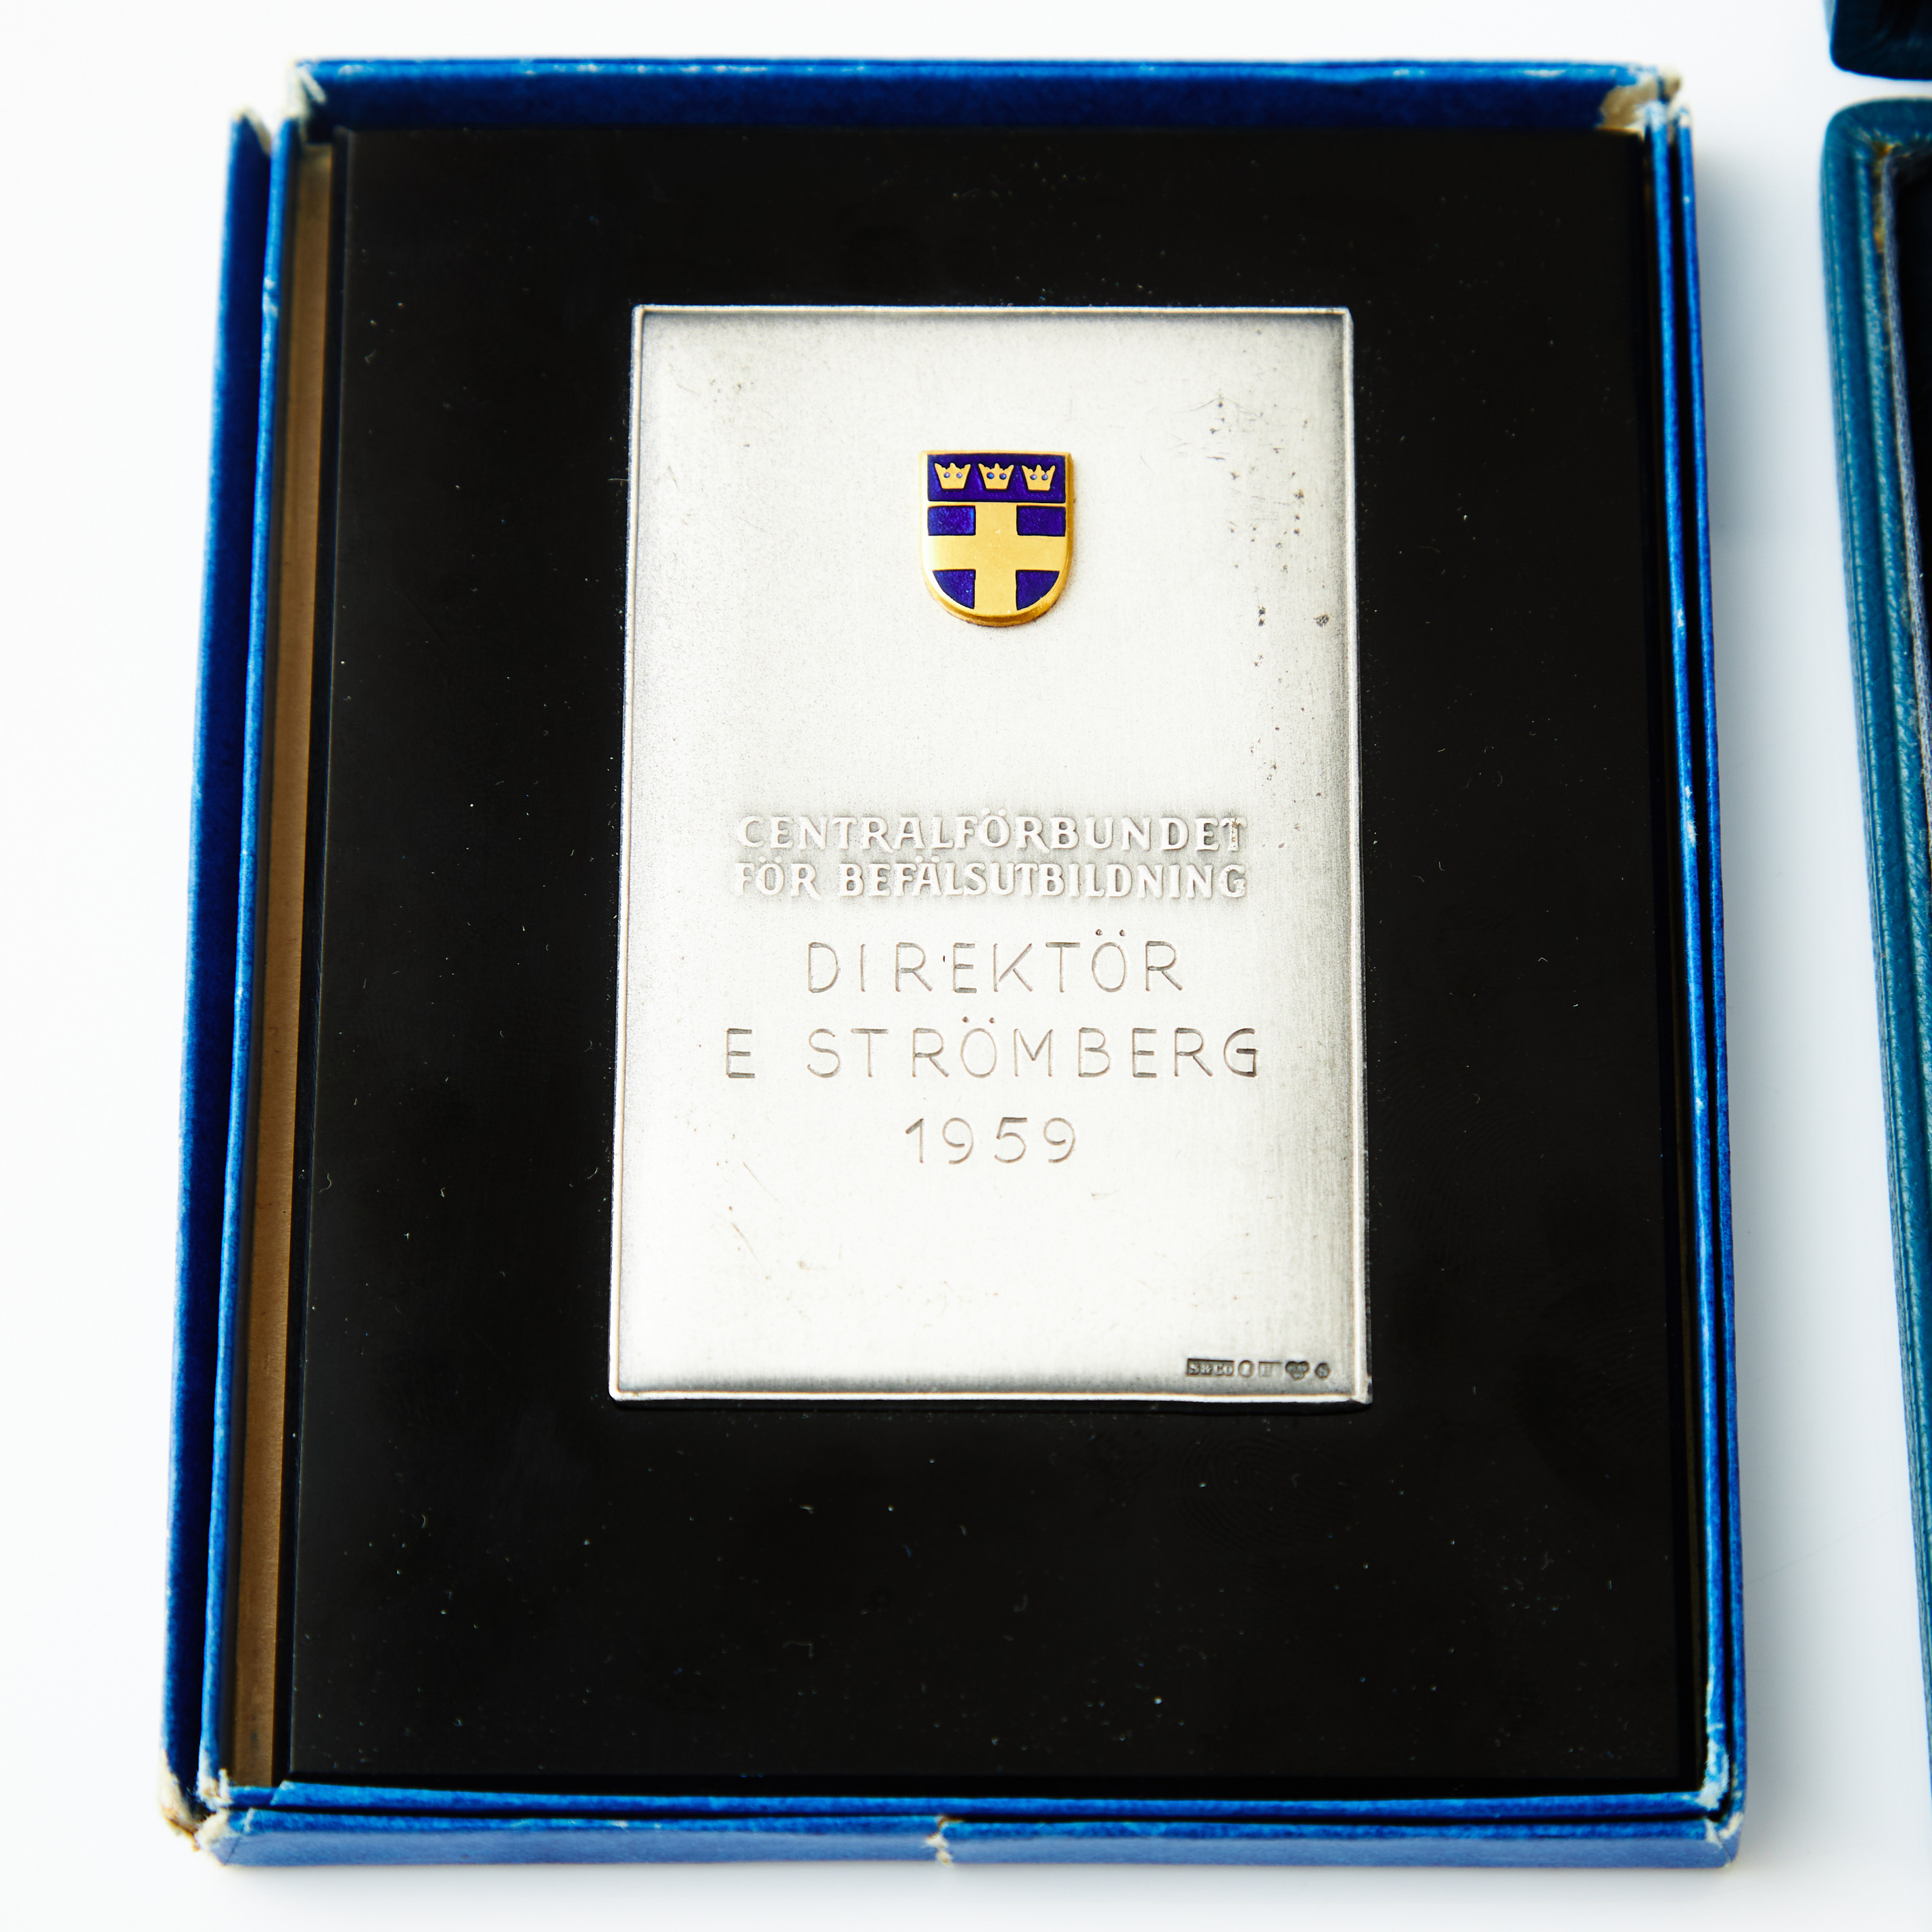 CENTRALFÖRBUNDET
FÖR BEFÄLSUTBILDNING
DIREKTÖR
E STRÖMBERG
1959